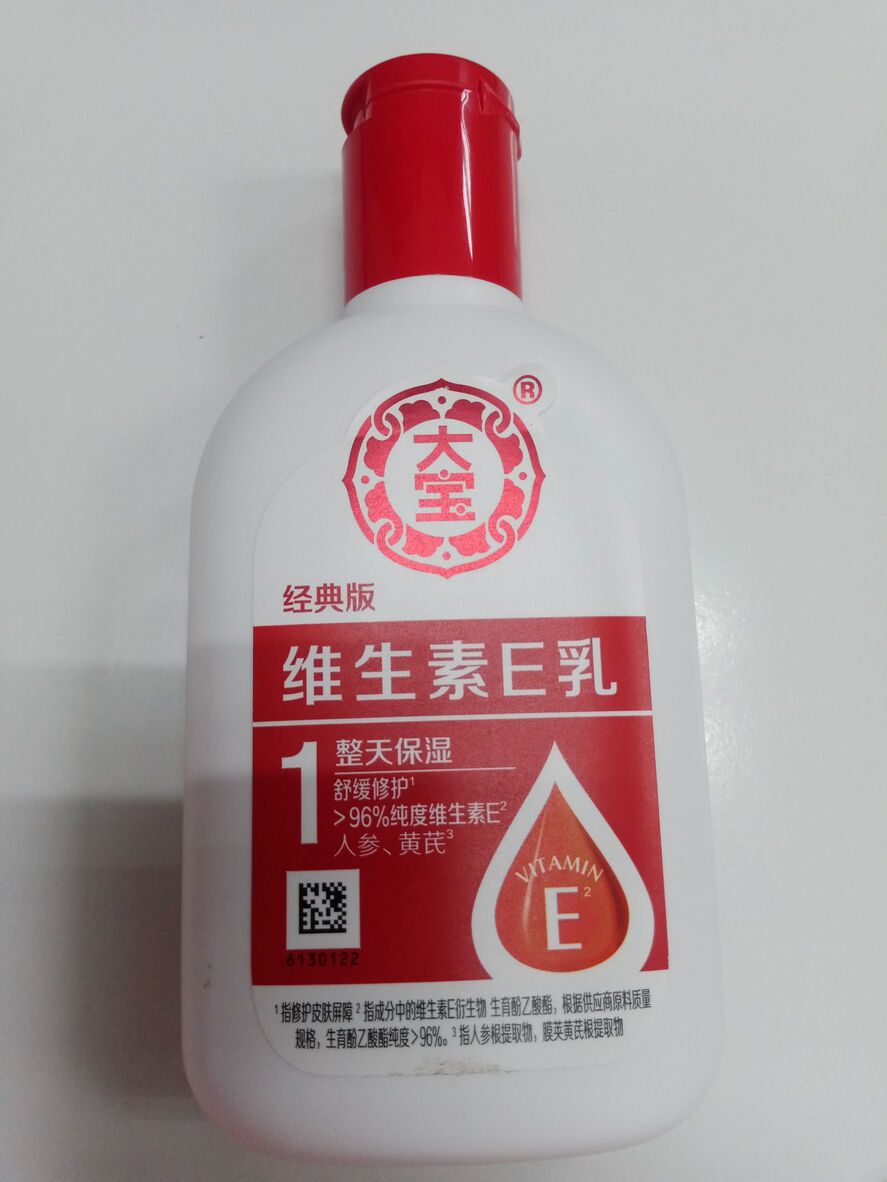 ®
大宝
经典版
维生素E乳
1整天保湿
舒缓修护¹
>96%纯度维生素E²
人参、黄芪³
VITAMIN
E²
6130122
¹指修护皮肤屏障 ²指成分中的维生素E衍生物 生育酚乙酸酯，根据供应商原料质量
规格，生育酚乙酸酯纯度>96%。³指人参根提取物，膜荚黄芪根提取物